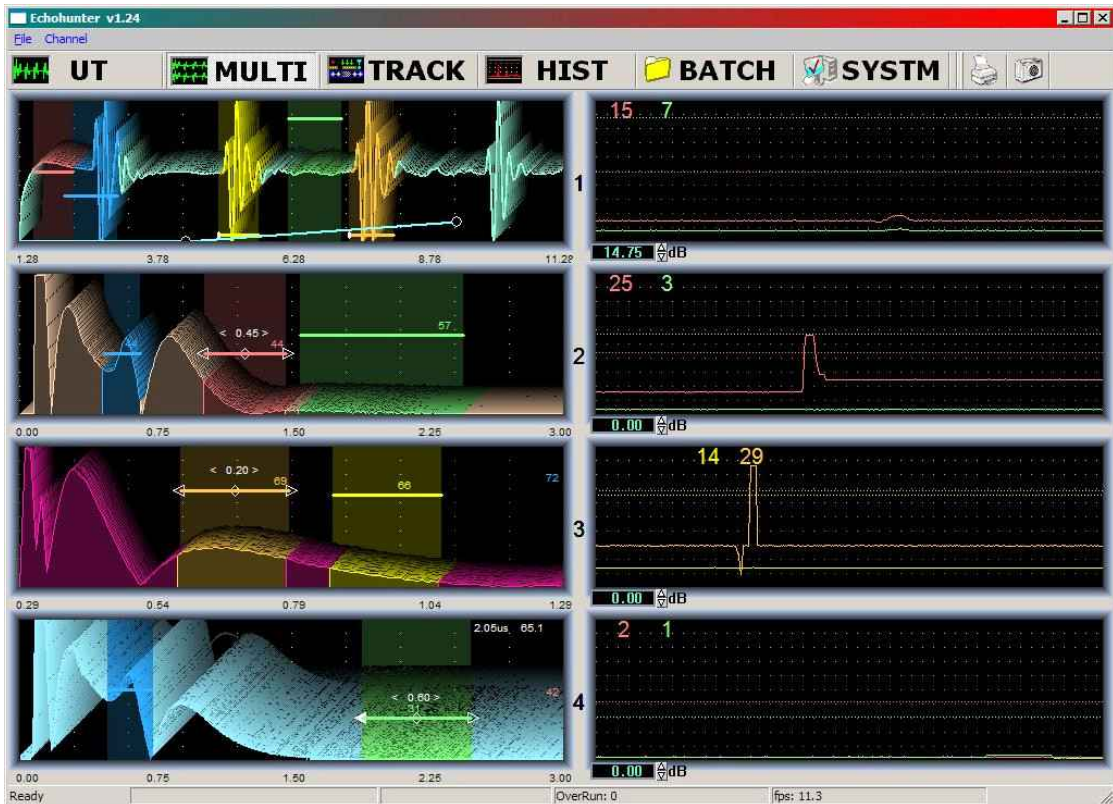 Echohunter v1.24
File Channel
UT MULTI TRACK HIST BATCH SYSTM
15 7
1
1.28 3.78 6.28 8.78 11.28
14.75 dB
25 3
< 0.45 >
44 44 57
2
0.00 0.75 1.50 2.25 3.00
0.00 dB
14 29
< 0.20 >
69 66 72
3
0.29 0.54 0.79 1.04 1.29
0.00 dB
2 1
2.05us 65.1
< 0.60 >
31 42
4
0.00 0.75 1.50 2.25 3.00
0.00 dB
Ready OverRun: 0 fps: 11.3